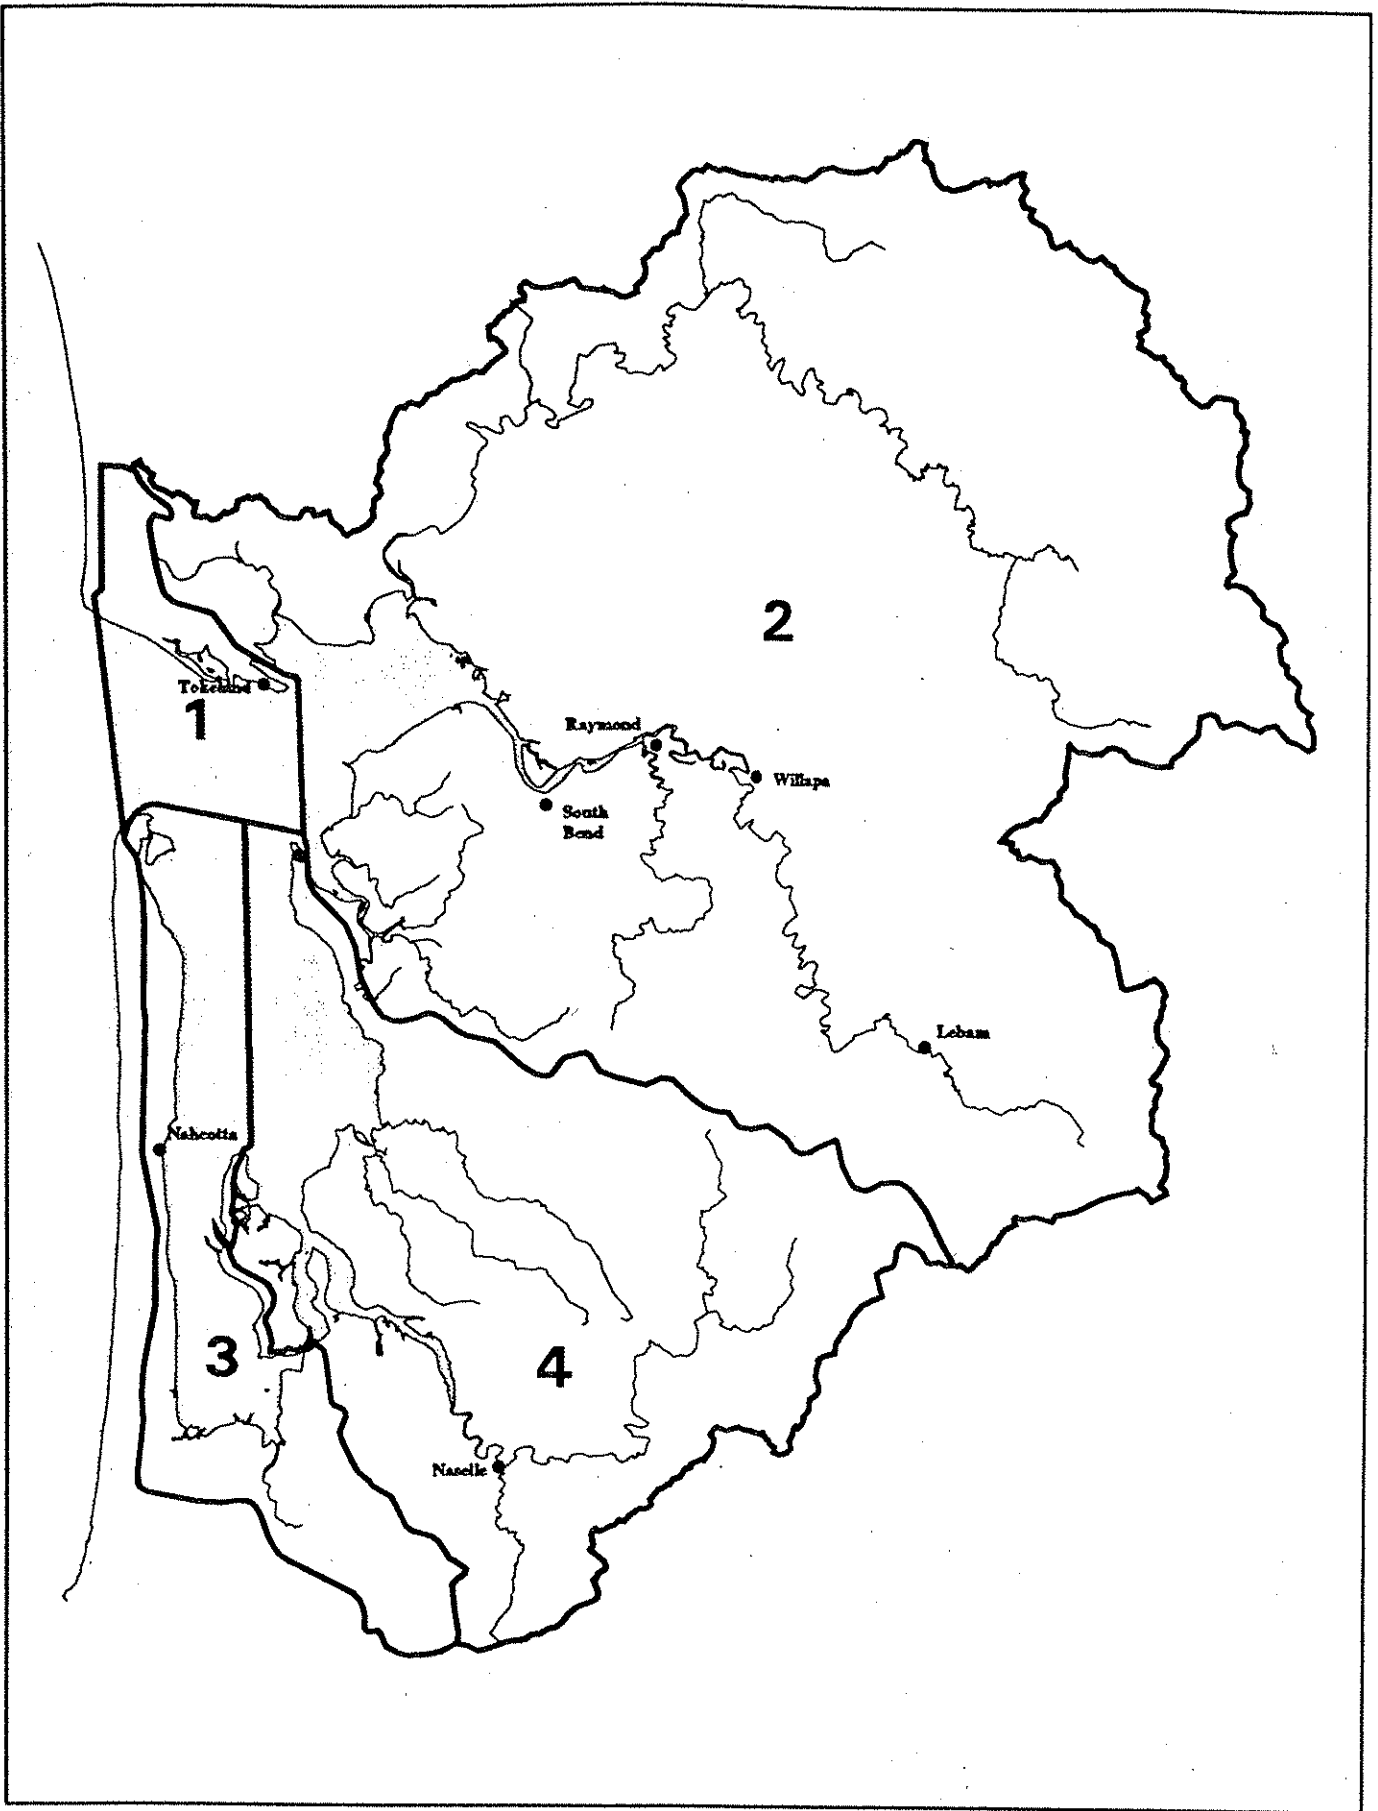 2
Tokeland
1
Raymond
Willapa
South
Bend
Lebam
Nahcotta
3
4
Naselle